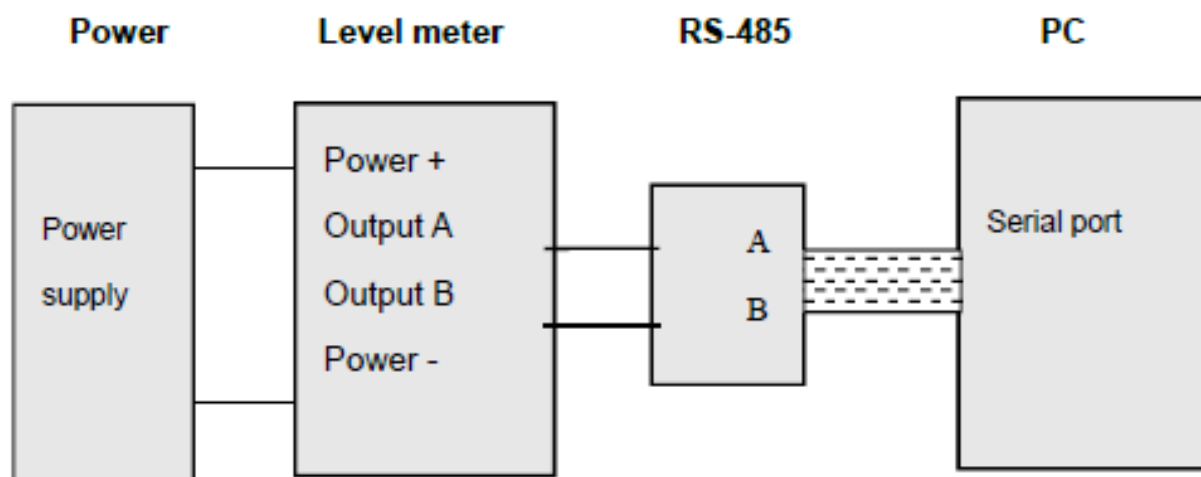 Power
Level meter
RS-485
PC
Power
supply
Power +
Output A
Output B
Power -
A
B
Serial port